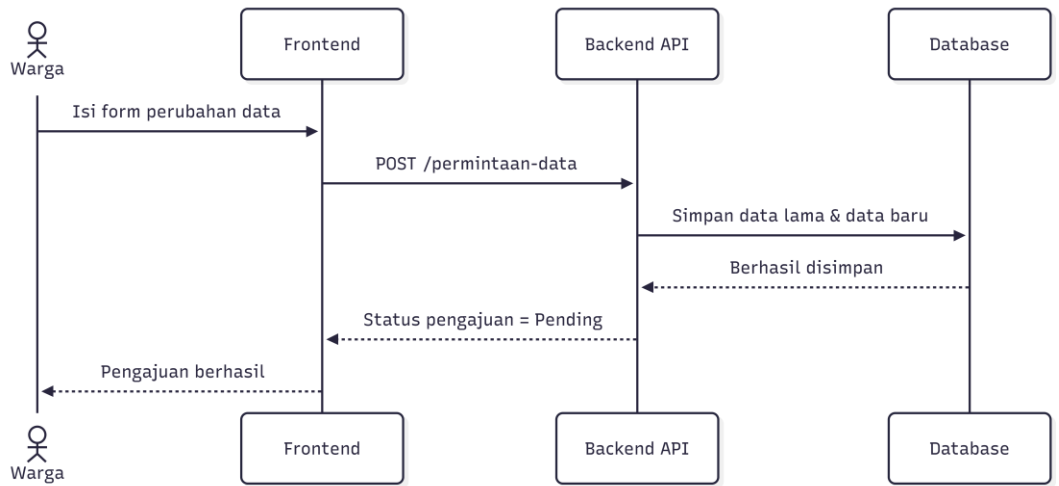 Warga
Frontend
Backend API
Database
Isi form perubahan data
POST /permintaan-data
Simpan data lama & data baru
Berhasil disimpan
Status pengajuan = Pending
Pengajuan berhasil
Warga
Frontend
Backend API
Database